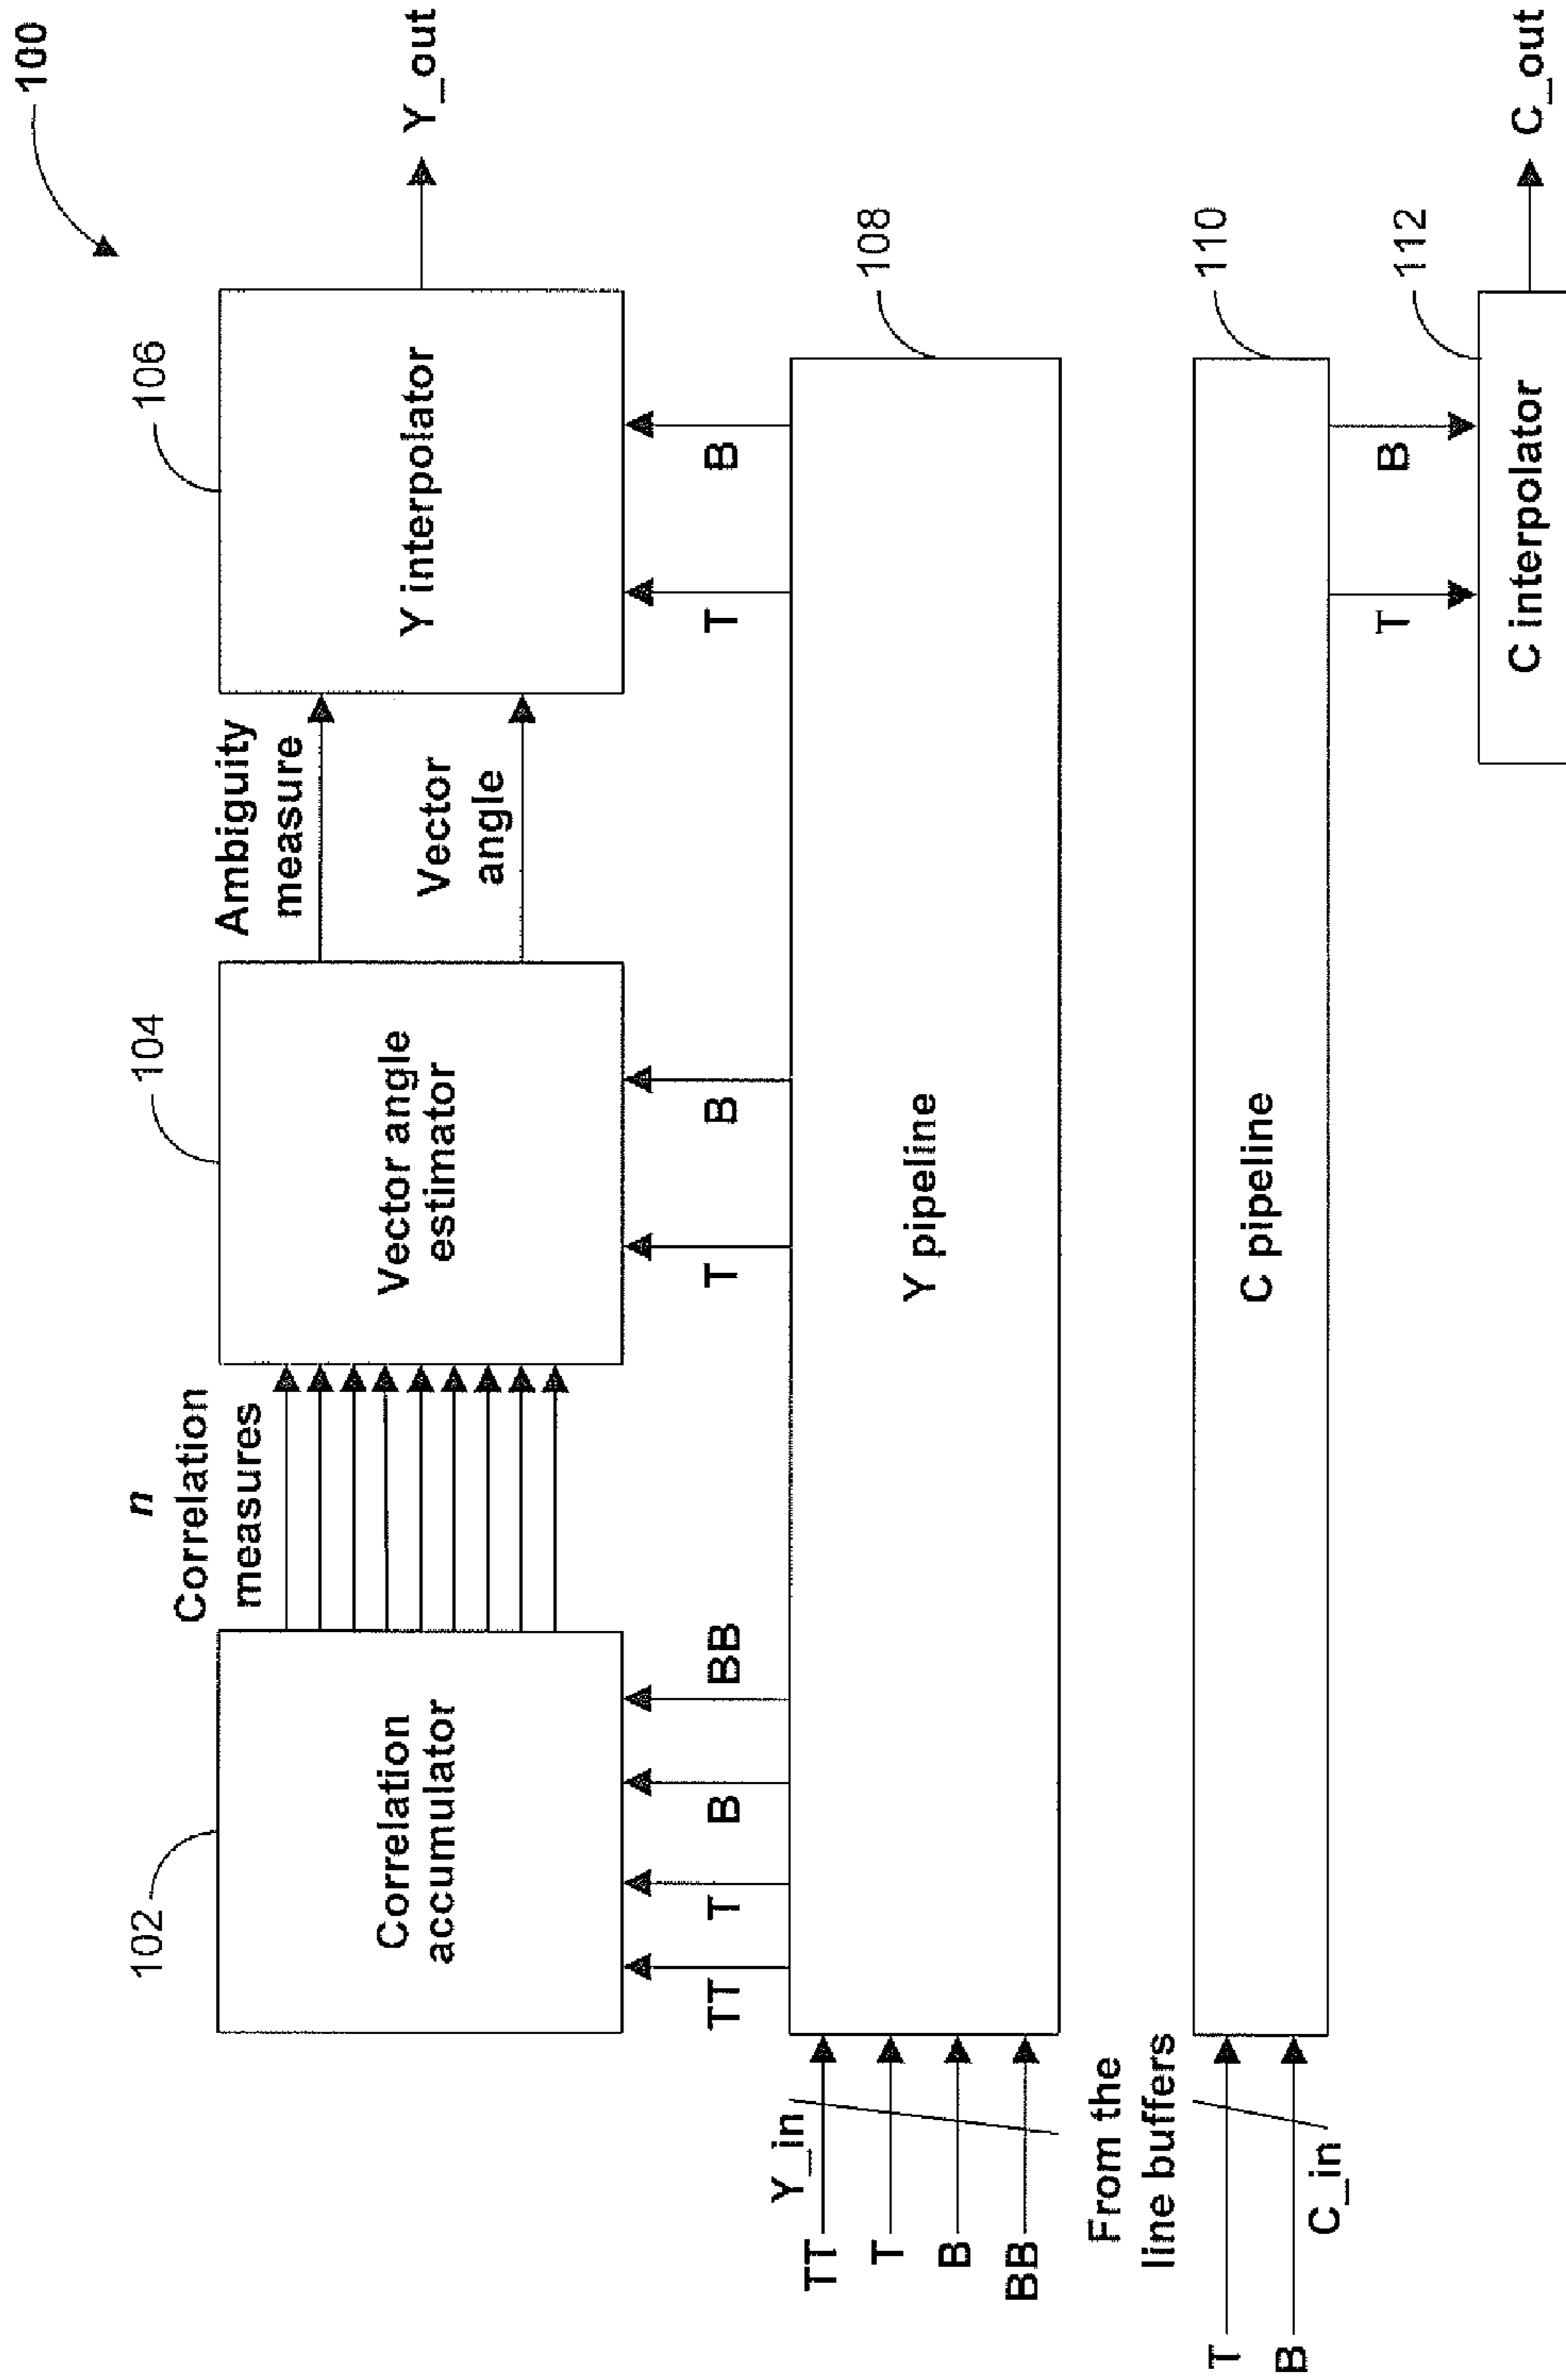 100
102
104
106
n
Correlation
measures
Ambiguity
measure
Vector
angle
Correlation
accumulator
Vector angle
estimator
Y interpolator
Y_out
TT
T
B
BB
T
B
T
B
Y_in
TT
T
B
BB
Y pipeline
108
From the
line buffers
T
B
C_in
C pipeline
110
T
B
112
C interpolator
C_out